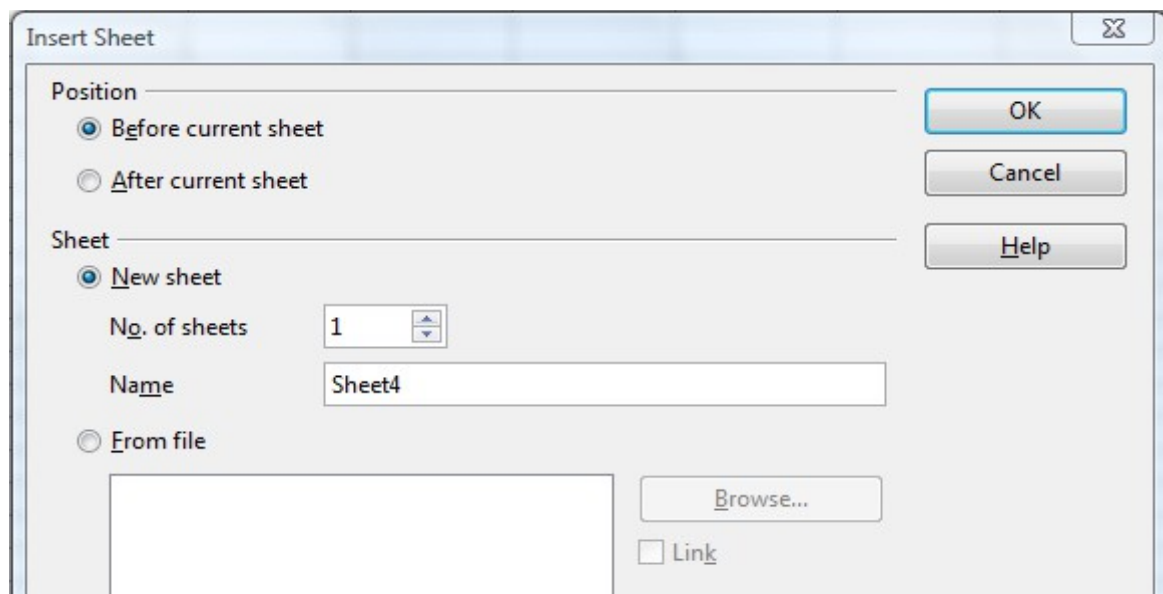 Insert Sheet
Position
Before current sheet
After current sheet
OK
Cancel
Help
Sheet
New sheet
No. of sheets 1
Name Sheet4
From file
Browse...
Link